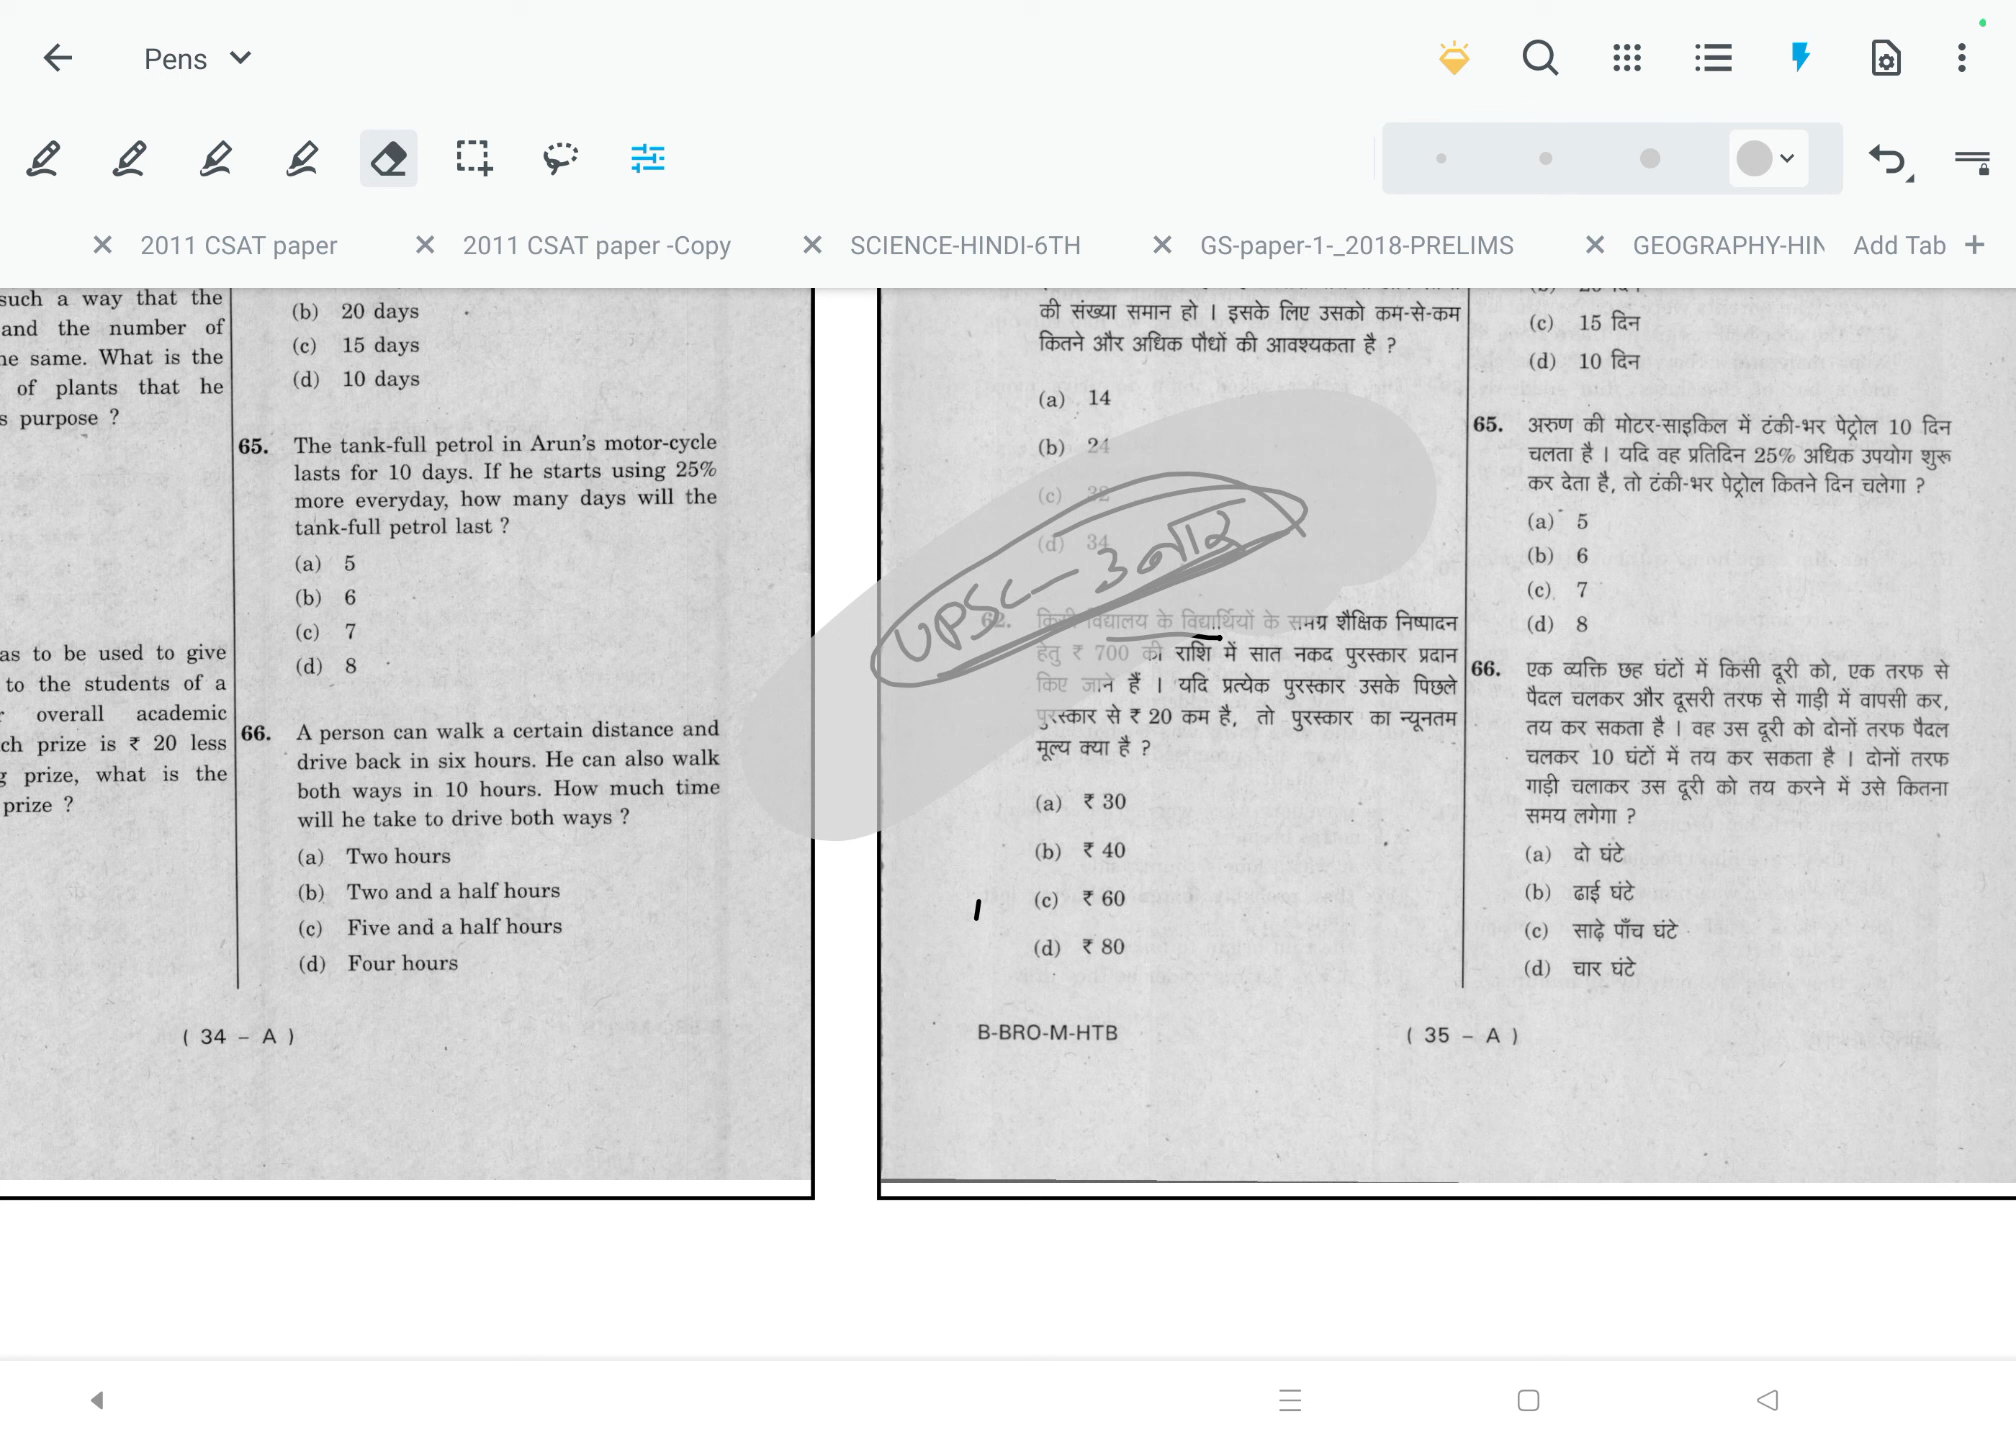 Pens
2011 CSAT paper
2011 CSAT paper -Copy
SCIENCE-HINDI-6TH
GS-paper-1-_2018-PRELIMS
GEOGRAPHY-HIN
Add Tab +
such a way that the
and the number of
he same. What is the
of plants that he
s purpose ?
as to be used to give
to the students of a
r overall academic
ch prize is ₹ 20 less
g prize, what is the
prize ?
(b) 20 days
(c) 15 days
(d) 10 days
65. The tank-full petrol in Arun's motor-cycle
lasts for 10 days. If he starts using 25%
more everyday, how many days will the
tank-full petrol last ?
(a) 5
(b) 6
(c) 7
(d) 8
66. A person can walk a certain distance and
drive back in six hours. He can also walk
both ways in 10 hours. How much time
will he take to drive both ways ?
(a) Two hours
(b) Two and a half hours
(c) Five and a half hours
(d) Four hours
( 34 – A )
की संख्या समान हो । इसके लिए उसको कम-से-कम
कितने और अधिक पौधों की आवश्यकता है ?
(a) 14
(b) 24
(c) 32
(d) 34
UPSC-
62. किसी विद्यालय के विद्यार्थियों के समग्र शैक्षिक निष्पादन
हेतु ₹ 700 की राशि में सात नकद पुरस्कार प्रदान
किए जाने हैं । यदि प्रत्येक पुरस्कार उसके पिछले
पुरस्कार से ₹ 20 कम है, तो पुरस्कार का न्यूनतम
मूल्य क्या है ?
(a) ₹ 30
(b) ₹ 40
(c) ₹ 60
(d) ₹ 80
B-BRO-M-HTB
(c) 15 दिन
(d) 10 दिन
65. अरुण की मोटर-साइकिल में टंकी-भर पेट्रोल 10 दिन
चलता है । यदि वह प्रतिदिन 25% अधिक उपयोग शुरू
कर देता है, तो टंकी-भर पेट्रोल कितने दिन चलेगा ?
(a) 5
(b) 6
(c) 7
(d) 8
66. एक व्यक्ति छह घंटों में किसी दूरी को, एक तरफ से
पैदल चलकर और दूसरी तरफ से गाड़ी में वापसी कर,
तय कर सकता है । वह उस दूरी को दोनों तरफ पैदल
चलकर 10 घंटों में तय कर सकता है । दोनों तरफ
गाड़ी चलाकर उस दूरी को तय करने में उसे कितना
समय लगेगा ?
(a) दो घंटे
(b) ढाई घंटे
(c) साढ़े पाँच घंटे
(d) चार घंटे
( 35 – A )